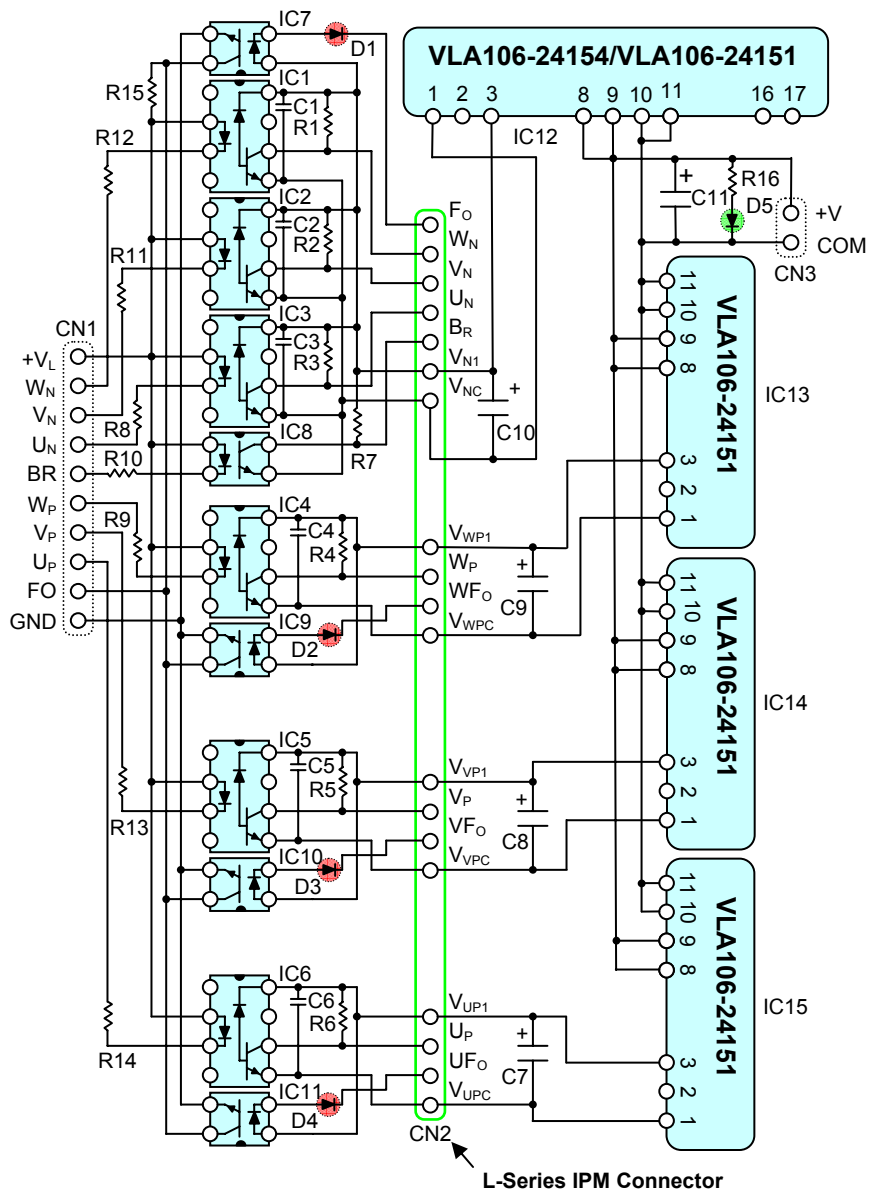 IC7
D1
VLA106-24154/VLA106-24151
1 2 3 8 9 10 11 16 17
IC12
R15
IC1
C1
R1
R12
IC2
C2
R2
R11
IC3
C3
R3
R16
C11
+
D5
+V
COM
CN3
FO
WN
VN
UN
BR
VN1
VNC
+
C10
CN1
+VL
WN
VN
UN
BR
WP
VP
UP
FO
GND
R8
R10
R9
IC8
R7
IC4
C4
R4
IC9
D2
VWP1
WP
WFO
VWPC
+
C9
11
10
9
8
3
2
1
VLA106-24151
IC13
R13
IC5
C5
R5
IC10
D3
VVP1
VP
VFO
VVPC
+
C8
11
10
9
8
3
2
1
VLA106-24151
IC14
R14
IC6
C6
R6
IC11
D4
VUP1
UP
UFO
VUPC
+
C7
11
10
9
8
3
2
1
VLA106-24151
IC15
CN2
L-Series IPM Connector